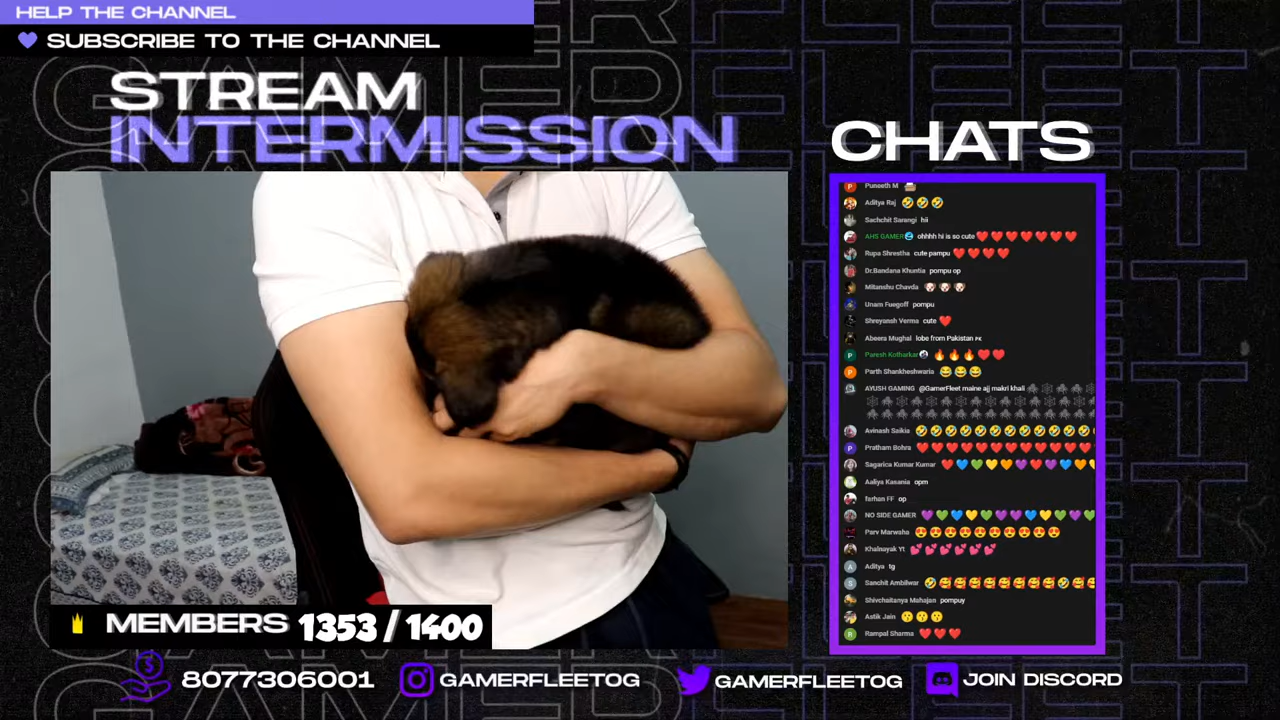 HELP THE CHANNEL
SUBSCRIBE TO THE CHANNEL
STREAM
INTERMISSION
CHATS
Puneeth M
Aditya Raj 🤣🤣🤣
Sachchit Sarangi hii
AHS GAMER ohhhh hi is so cute❤️❤️❤️❤️❤️❤️❤️
Rupa Shrestha cute pampu ❤️❤️❤️❤️
Dr.Bandana Khuntia pompu op
Mitanshu Chavda 🐶🐶🐶
Unam Fuegoff pompu
Shreyansh Verma cute ❤️
Abeera Mughal lobe from Pakistan
Paresh Kotharkar 🔥🔥🔥❤️❤️
Parth Shankheshwaria 😂😂😂
AYUSH GAMING @GamerFleet maine ajj makri khali
Avinash Saikia 🤣🤣🤣🤣🤣🤣🤣🤣🤣🤣🤣🤣
Pratham Bohra ❤️❤️❤️❤️❤️❤️❤️❤️❤️❤️❤️❤️
Sagarica Kumar Kumar ❤️💙💚💛🧡💜💜💜💙🧡💛
Aaliya Kasania opm
farhan FF op
NO SIDE GAMER 💜💚💙💛💚💜💜💙💛💚💜💚
Parv Marwaha 😍😍😍😍😍😍😍😍😍😍
Khalnayak Yt 💕💕💕💕💕💕
Aditya tg
Sanchit Ambilwar 🤣🥰🥰🥰🥰🥰🥰🥰🥰🤣🥰🥰
Shivchaitanya Mahajan pompuy
Astik Jain 😗😗😗
Rampal Sharma ❤️❤️❤️
MEMBERS 1353 / 1400
8077306001 GAMERFLEETOG GAMERFLEETOG JOIN DISCORD
GAMERFLEET